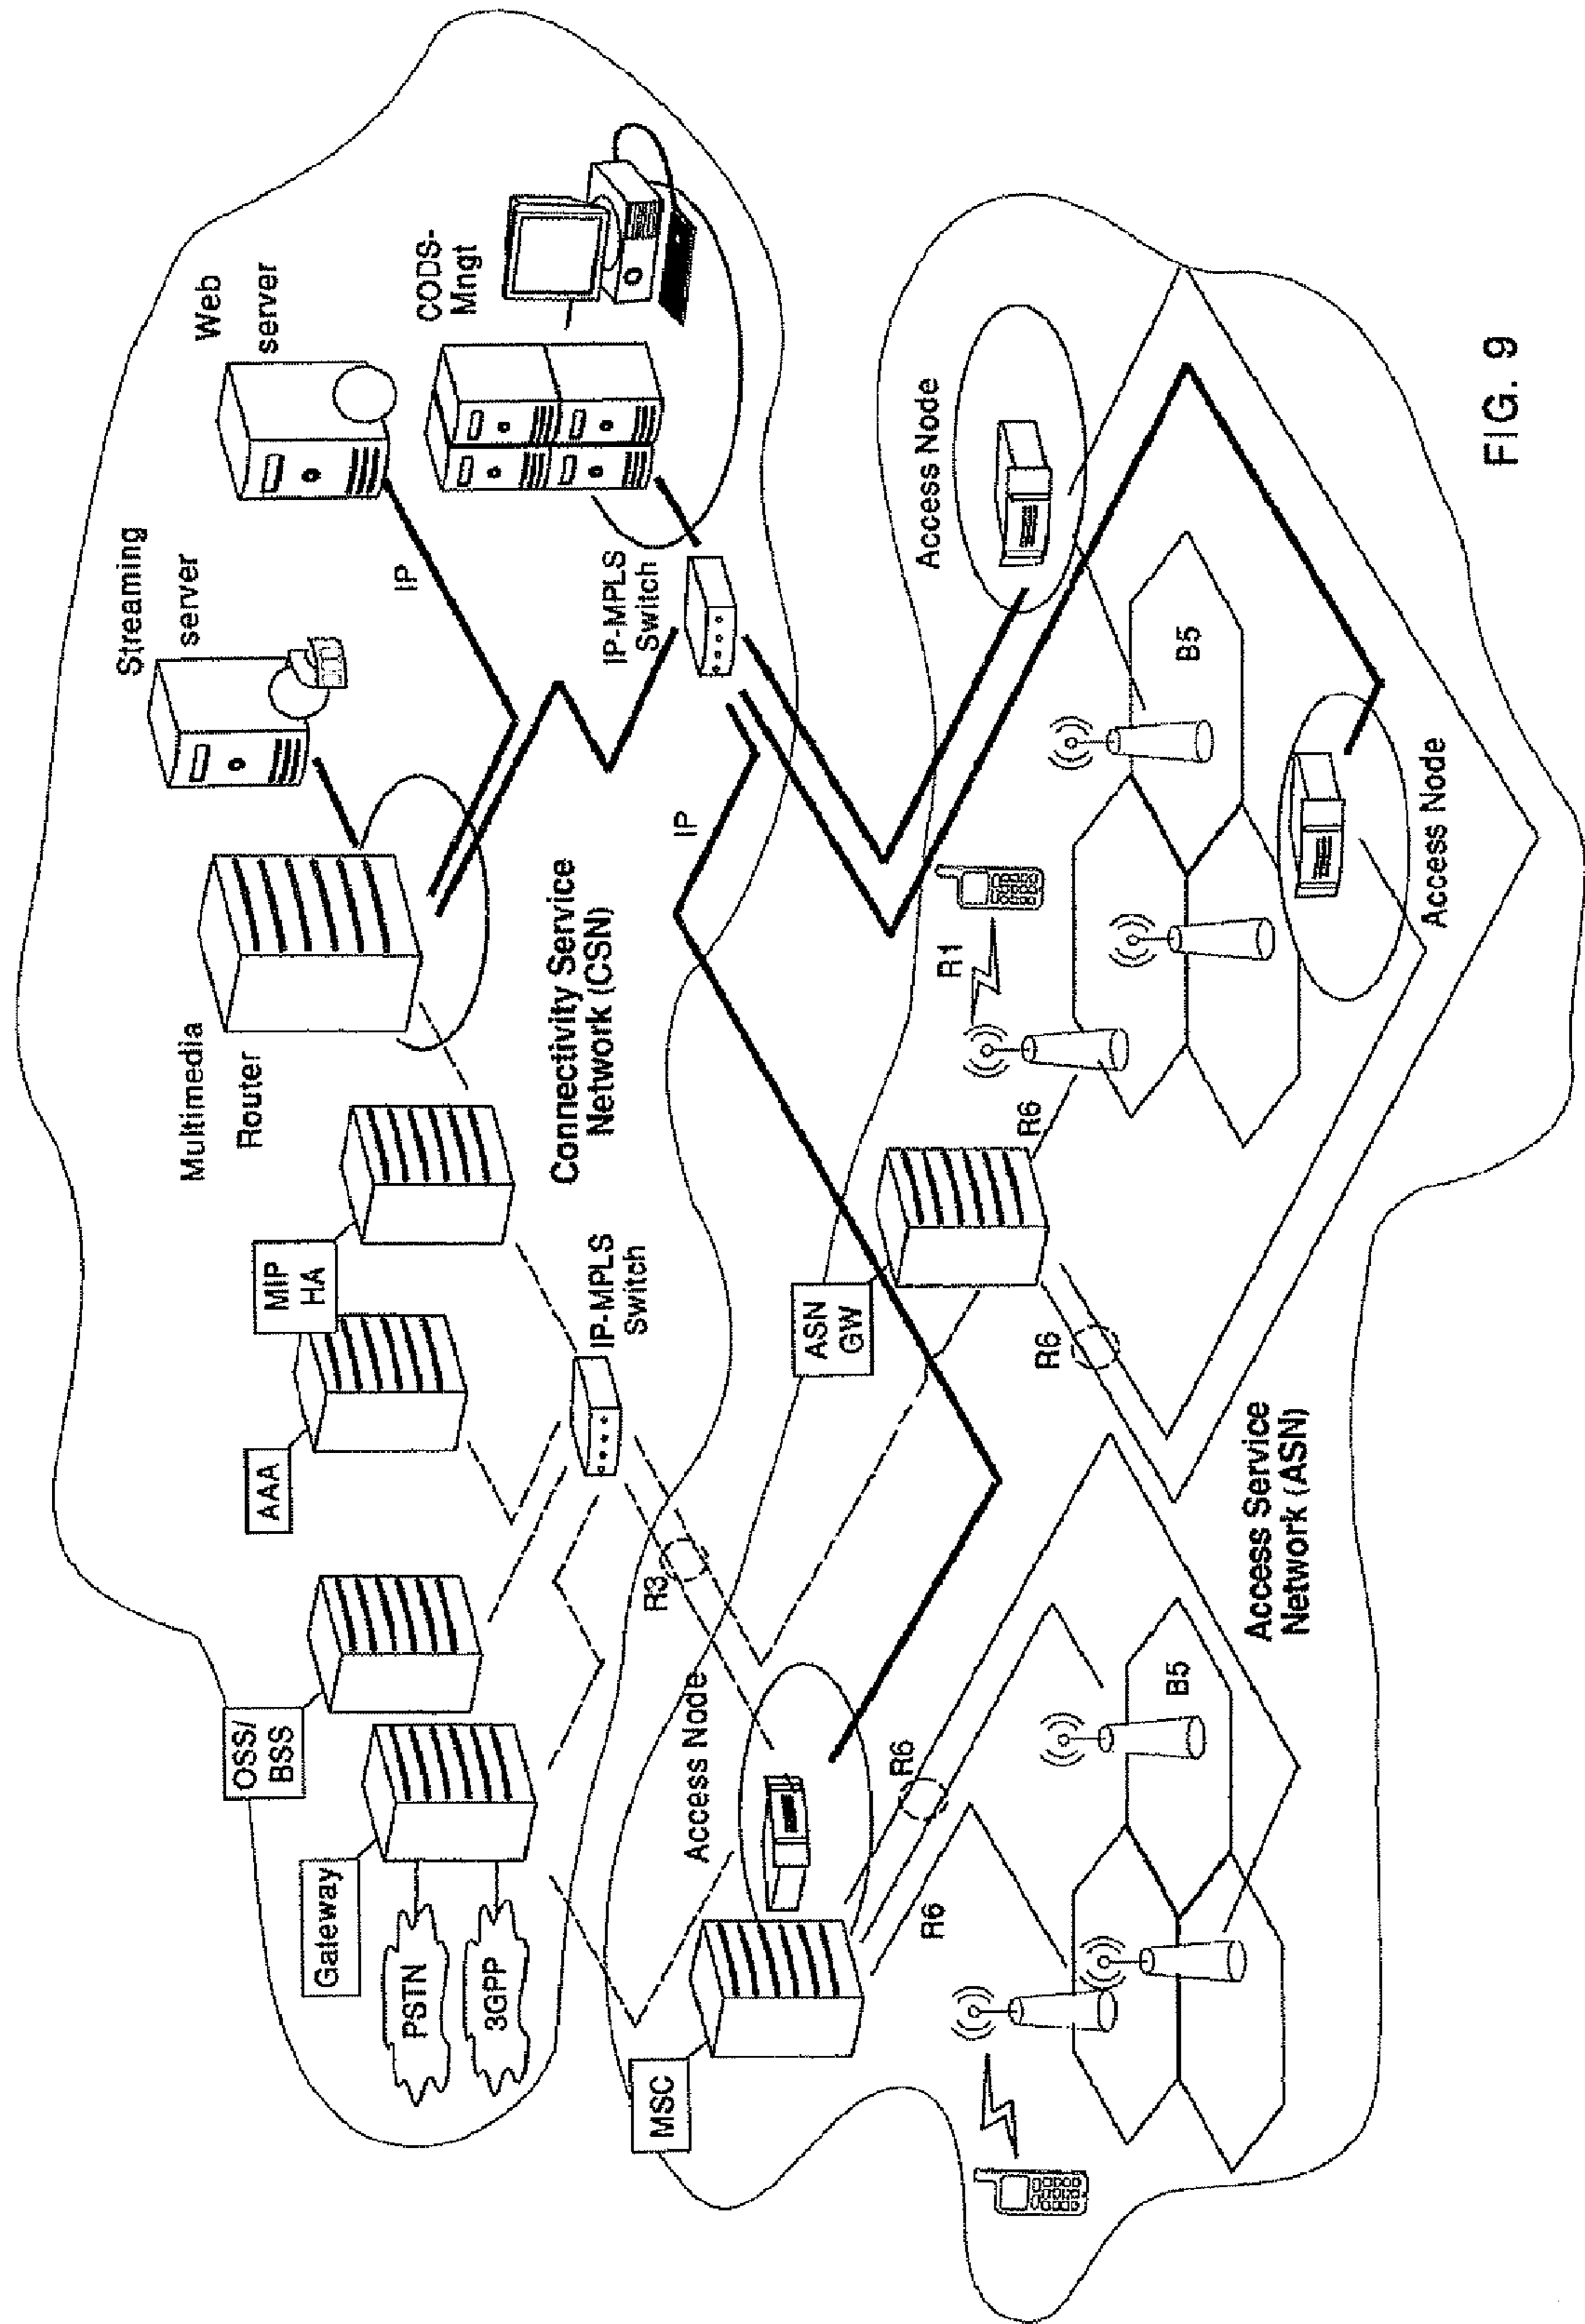 Streaming
server
Web
server
Multimedia
Router
MIP
HA
AAA
OSS/
BSS
Gateway
PSTN
3GPP
IP
CODS-
Mngt
Connectivity Service
Network (CSN)
IP-MPLS
Switch
IP-MPLS
Switch
R3
IP
MSC
Access Node
ASN
GW
Access Node
R6
R6
R6
R6
R1
B5
B5
Access Node
Access Service
Network (ASN)
FIG. 9